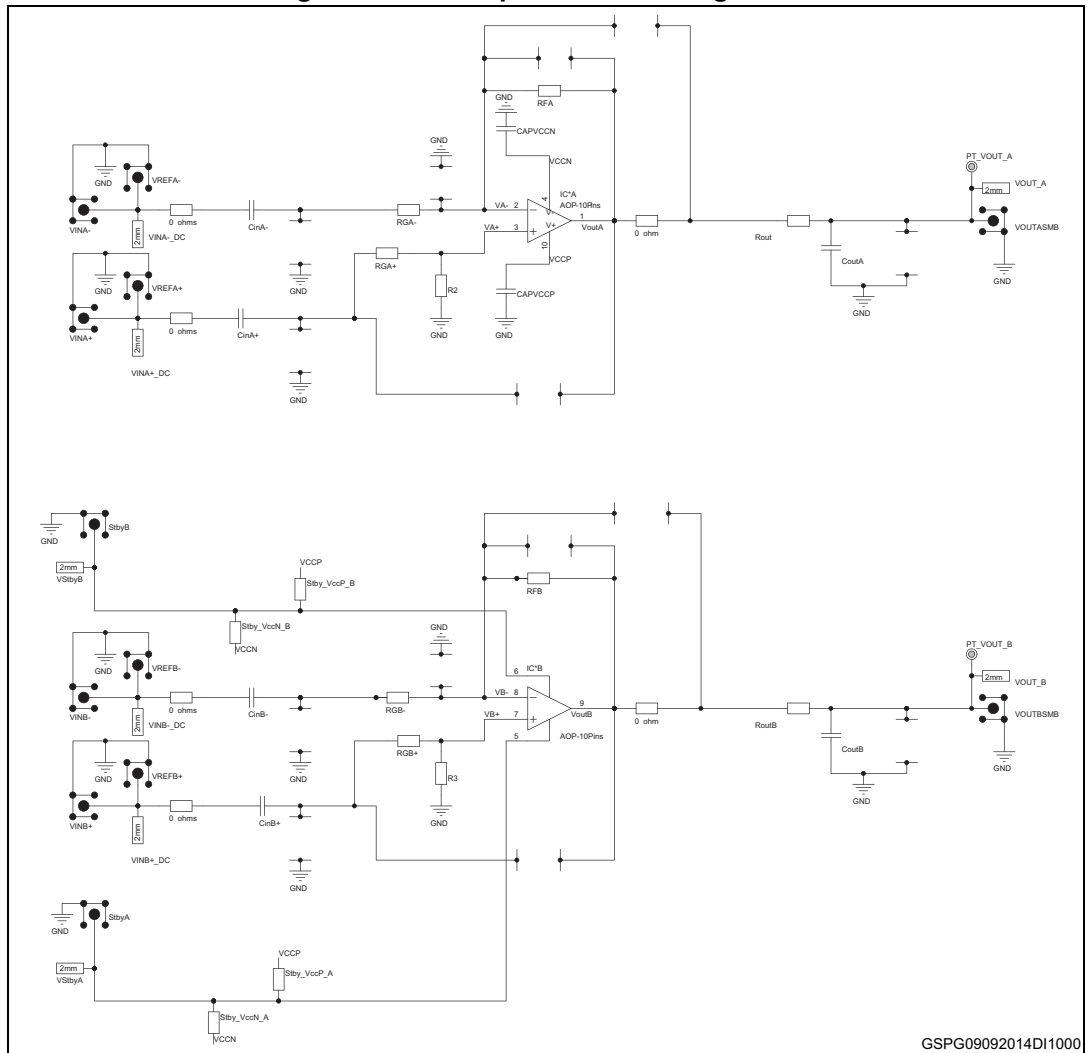 GND
RFA
GND
CAPVCCN
GND
VCCN
PT_VOUT_A
GND
VREFA-
2mm
VOUT_A
IC*A
AOP-10Pins
4
V-
VA-
2
1
VoutA
VINA-
2mm
VINA-_DC
0 ohms
CinA-
RGA-
V+
VA+
3
10
0 ohm
Rout
VOUTASMB
GND
VREFA+
GND
RGA+
VCCP
CoutA
GND
R2
CAPVCCP
GND
VINA+
2mm
0 ohms
CinA+
GND
GND
VINA+_DC
GND
StbyB
GND
2mm
VStbyB
VCCP
Stby_VccP_B
RFB
Stby_VccN_B
VCCN
GND
PT_VOUT_B
GND
VREFB-
6
IC*B
2mm
VOUT_B
VB-
8
9
VoutB
VINB-
2mm
VINB-_DC
0 ohms
CinB-
RGB-
VB+
7
0 ohm
RoutB
VOUTBSMB
5
AOP-10Pins
GND
VREFB+
GND
RGB+
CoutB
GND
R3
GND
VINB+
2mm
0 ohms
CinB+
GND
GND
VINB+_DC
GND
StbyA
GND
2mm
VStbyA
VCCP
Stby_VccP_A
Stby_VccN_A
VCCN
GSPG09092014DI1000